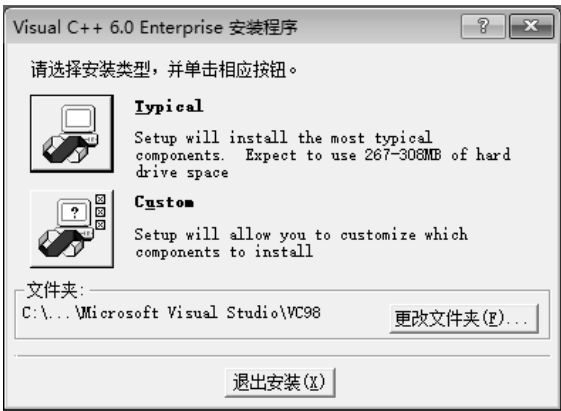 Visual C++ 6.0 Enterprise 安装程序
请选择安装类型，并单击相应按钮。
Typical
Setup will install the most typical
components.  Expect to use 267-308MB of hard
drive space
?
Custom
Setup will allow you to customize which
components to install
文件夹:
C:\...\Microsoft Visual Studio\VC98
更改文件夹(F)...
退出安装(X)